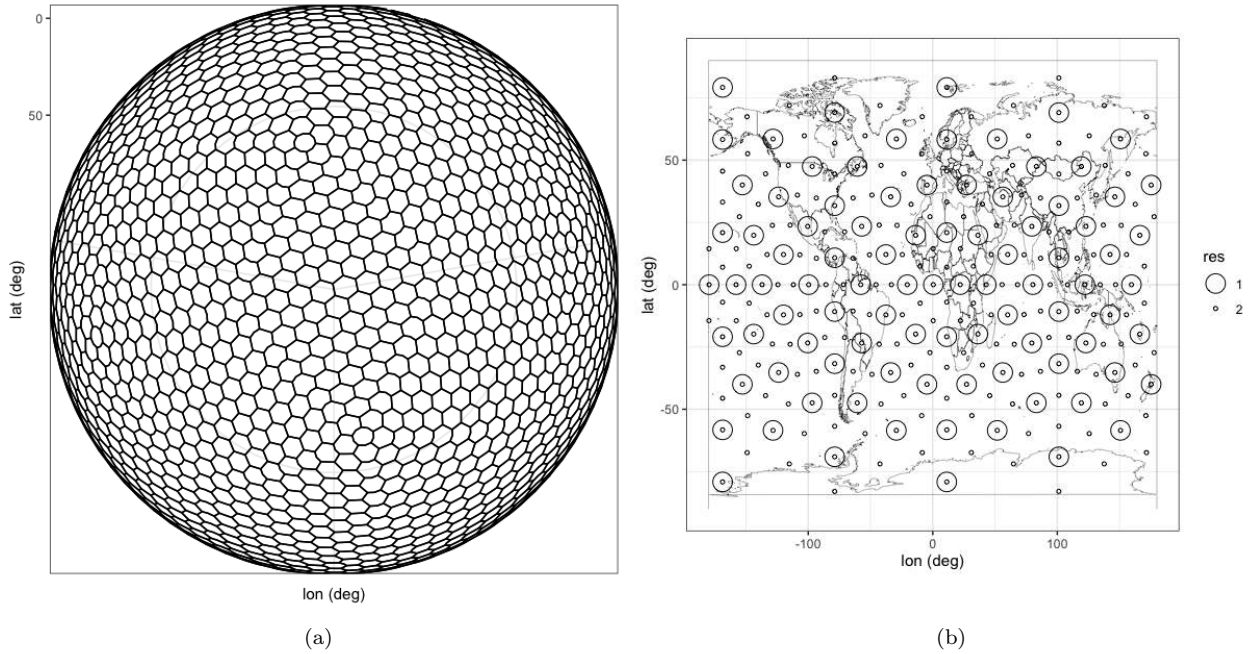 0
50
lat (deg)
lon (deg)
(a)
50
0
-50
lat (deg)
-100
0
100
lon (deg)
res
1
2
(b)